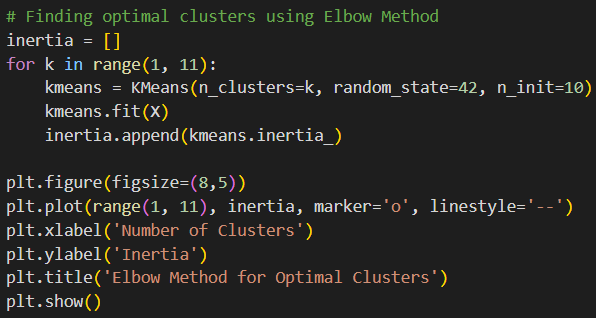 # Finding optimal clusters using Elbow Method
inertia = []
for k in range(1, 11):
    kmeans = KMeans(n_clusters=k, random_state=42, n_init=10)
    kmeans.fit(X)
    inertia.append(kmeans.inertia_)

plt.figure(figsize=(8,5))
plt.plot(range(1, 11), inertia, marker='o', linestyle='--')
plt.xlabel('Number of Clusters')
plt.ylabel('Inertia')
plt.title('Elbow Method for Optimal Clusters')
plt.show()